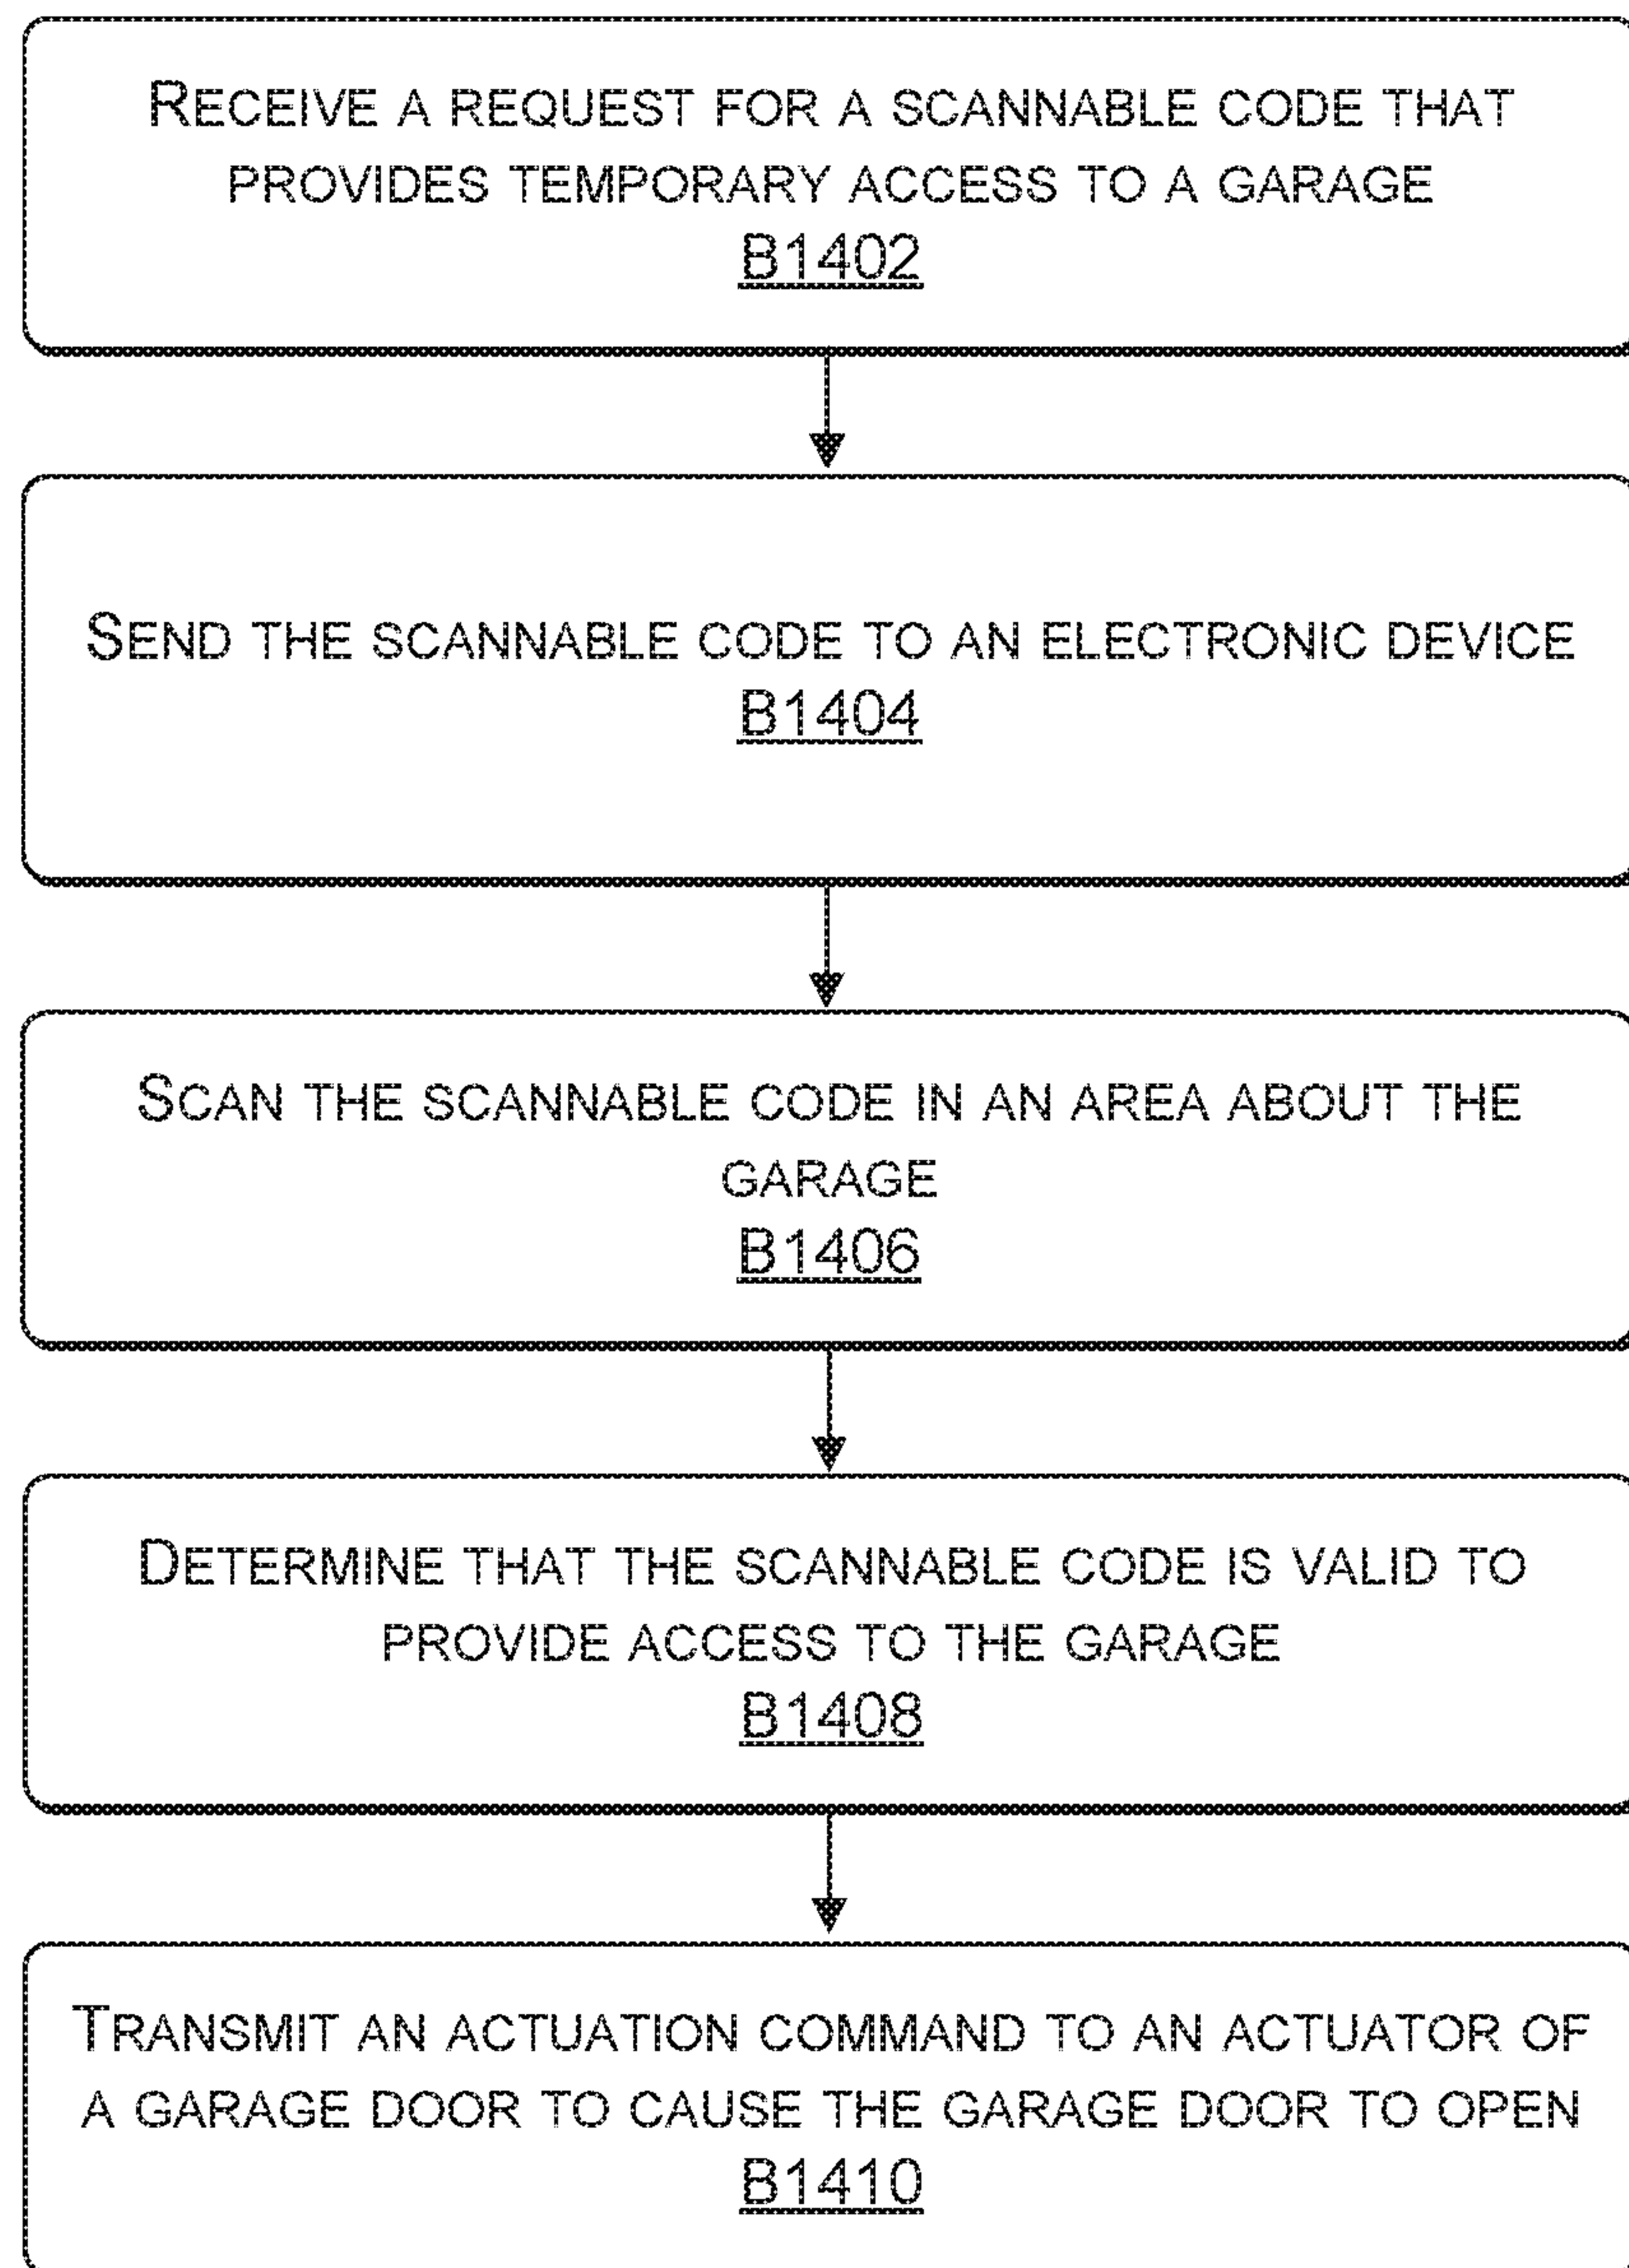 RECEIVE A REQUEST FOR A SCANNABLE CODE THAT
PROVIDES TEMPORARY ACCESS TO A GARAGE
B1402
SEND THE SCANNABLE CODE TO AN ELECTRONIC DEVICE
B1404
SCAN THE SCANNABLE CODE IN AN AREA ABOUT THE
GARAGE
B1406
DETERMINE THAT THE SCANNABLE CODE IS VALID TO
PROVIDE ACCESS TO THE GARAGE
B1408
TRANSMIT AN ACTUATION COMMAND TO AN ACTUATOR OF
A GARAGE DOOR TO CAUSE THE GARAGE DOOR TO OPEN
B1410